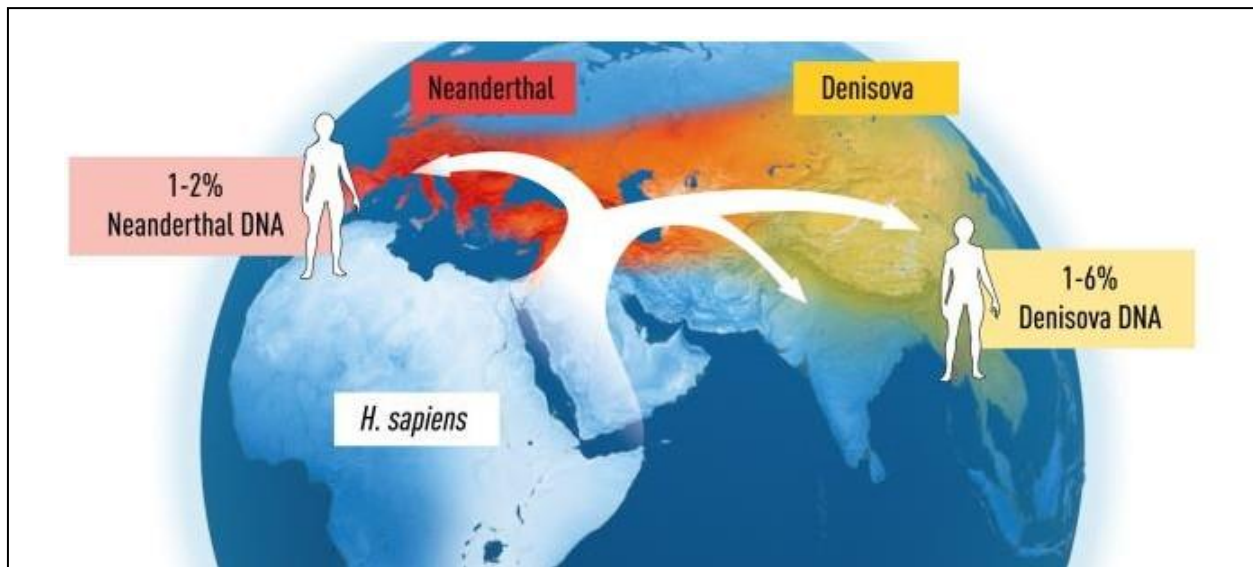 Neanderthal
Denisova
1-2%
Neanderthal DNA
1-6%
Denisova DNA
H. sapiens